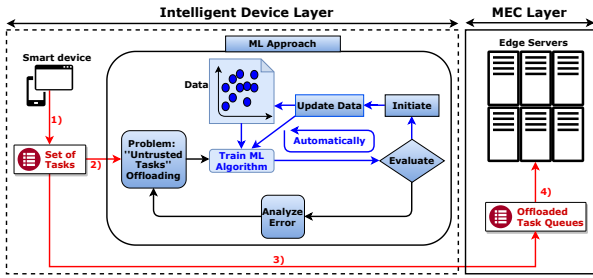 Intelligent Device Layer
MEC Layer
ML Approach
Smart device
Edge Servers
Data
Update Data
Initiate
1)
Automatically
Set of
Tasks
2)
Problem:
"Untrusted
Tasks"
Offloading
Train ML
Algorithm
Evaluate
4)
Analyze
Error
Offloaded
Task Queues
3)